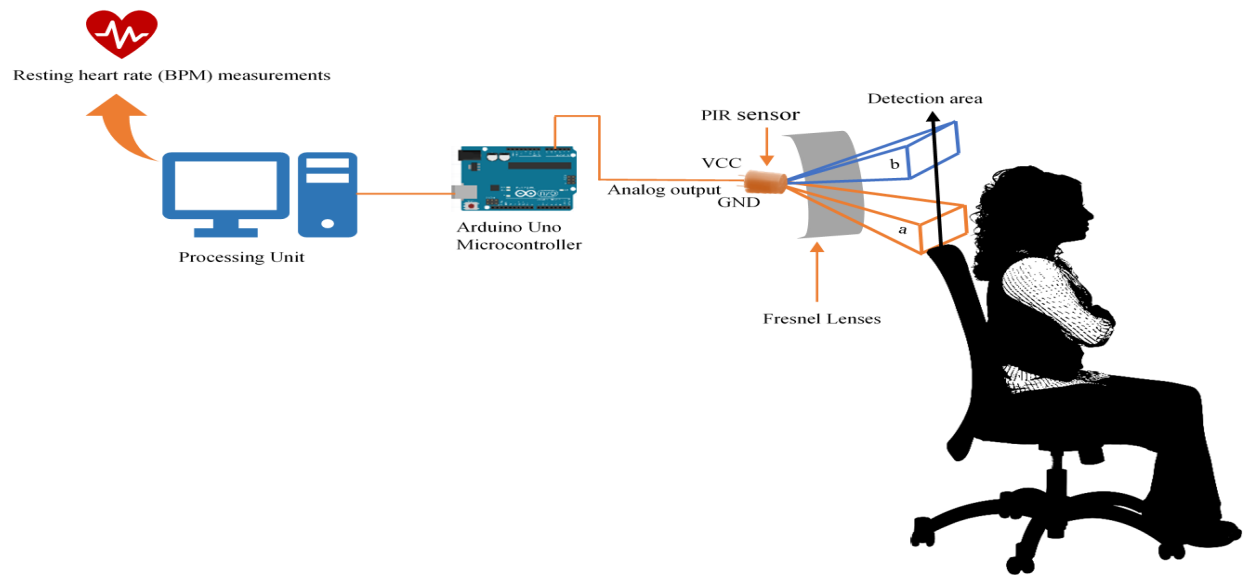 Resting heart rate (BPM) measurements
Processing Unit
Arduino Uno
Microcontroller
Analog output
VCC
GND
PIR sensor
Fresnel Lenses
Detection area
b
a